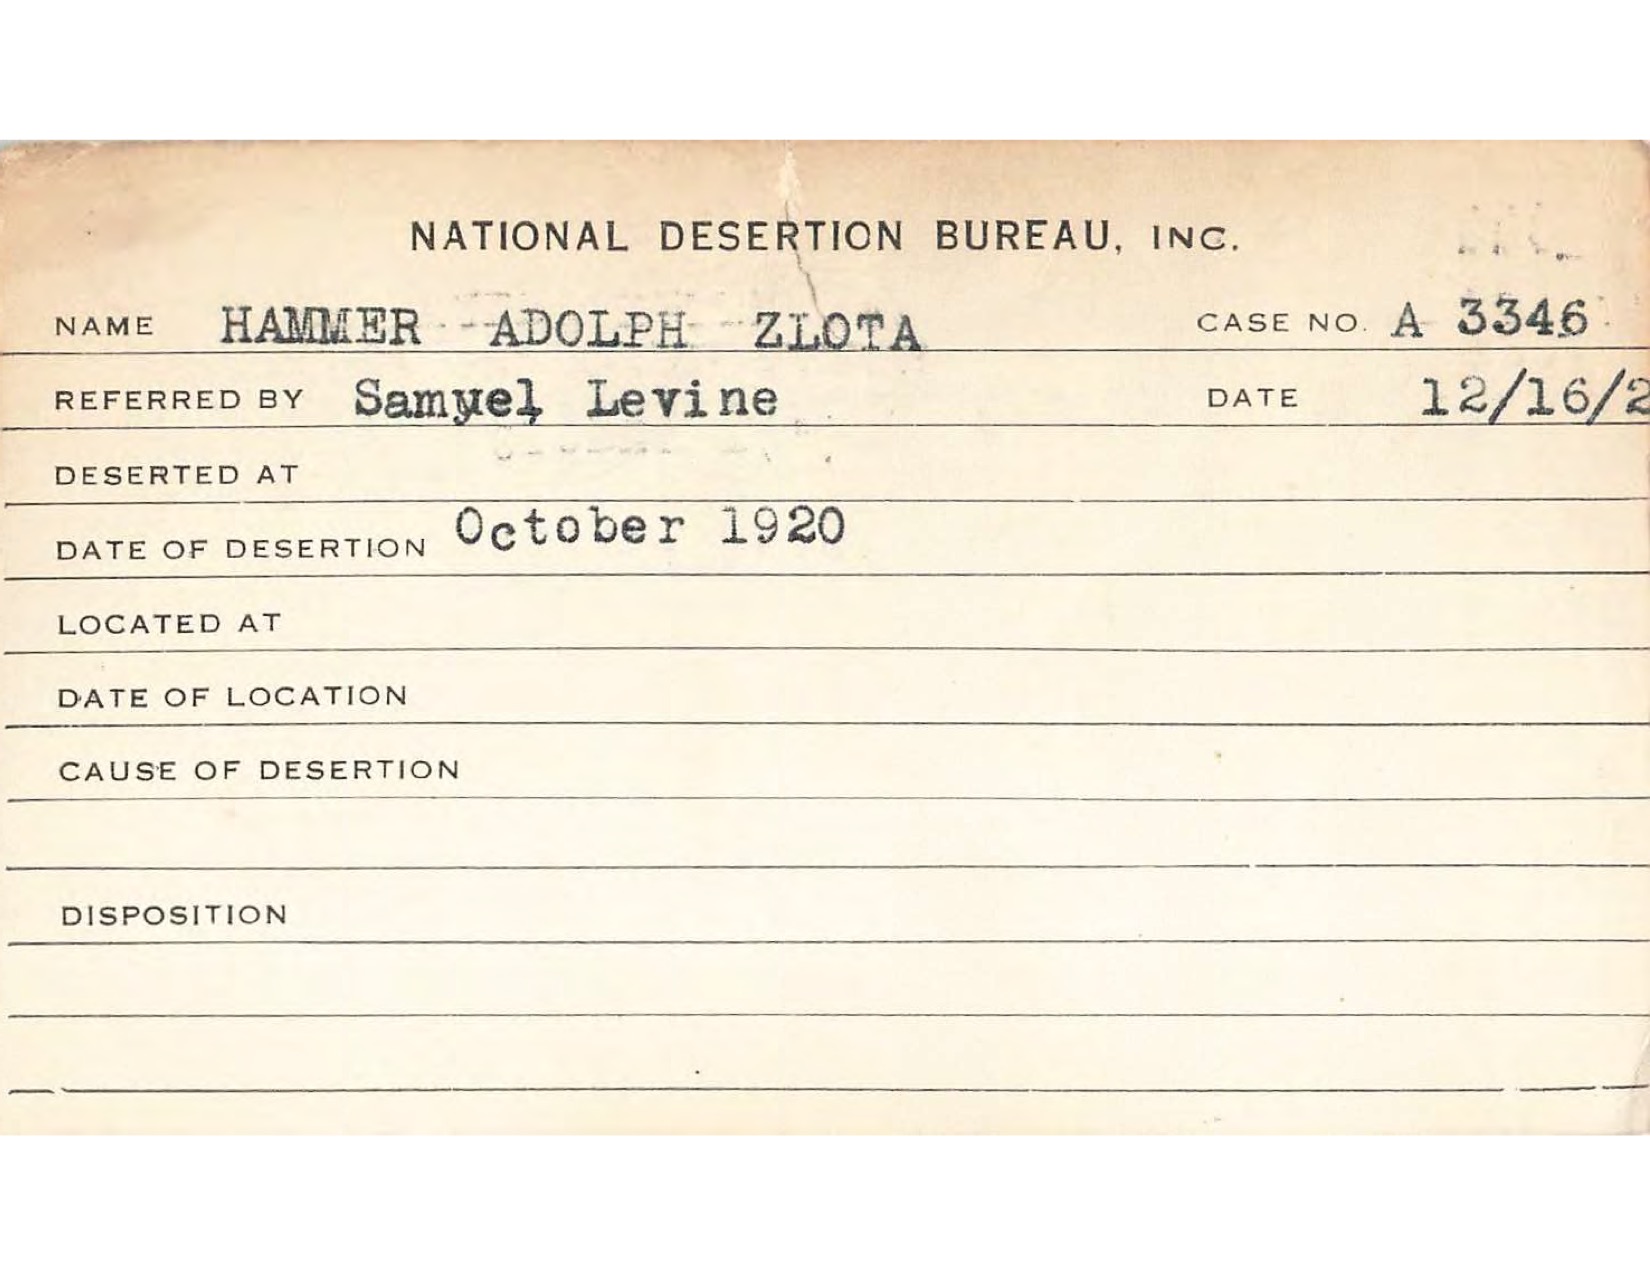 NATIONAL DESERTION BUREAU, INC.
NAME HAMMER ADOLPH ZLOTA CASE NO. A 3346
REFERRED BY Samuel Levine DATE 12/16/2
DESERTED AT
DATE OF DESERTION October 1920
LOCATED AT
DATE OF LOCATION
CAUSE OF DESERTION
DISPOSITION